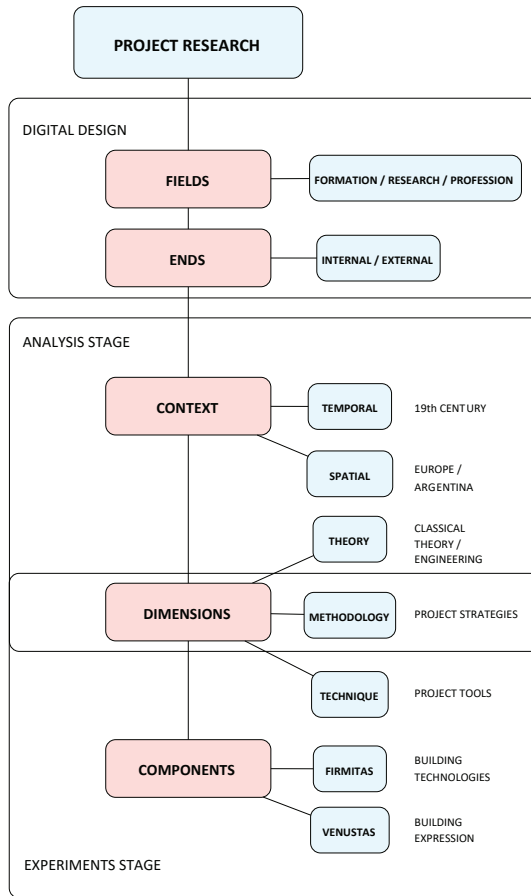 PROJECT RESEARCH
DIGITAL DESIGN
FIELDS
FORMATION / RESEARCH / PROFESSION
ENDS
INTERNAL / EXTERNAL
ANALYSIS STAGE
CONTEXT
TEMPORAL
19th CENTURY
SPATIAL
EUROPE /
ARGENTINA
THEORY
CLASSICAL
THEORY /
ENGINEERING
DIMENSIONS
METHODOLOGY
PROJECT STRATEGIES
TECHNIQUE
PROJECT TOOLS
COMPONENTS
FIRMITAS
BUILDING
TECHNOLOGIES
VENUSTAS
BUILDING
EXPRESSION
EXPERIMENTS STAGE